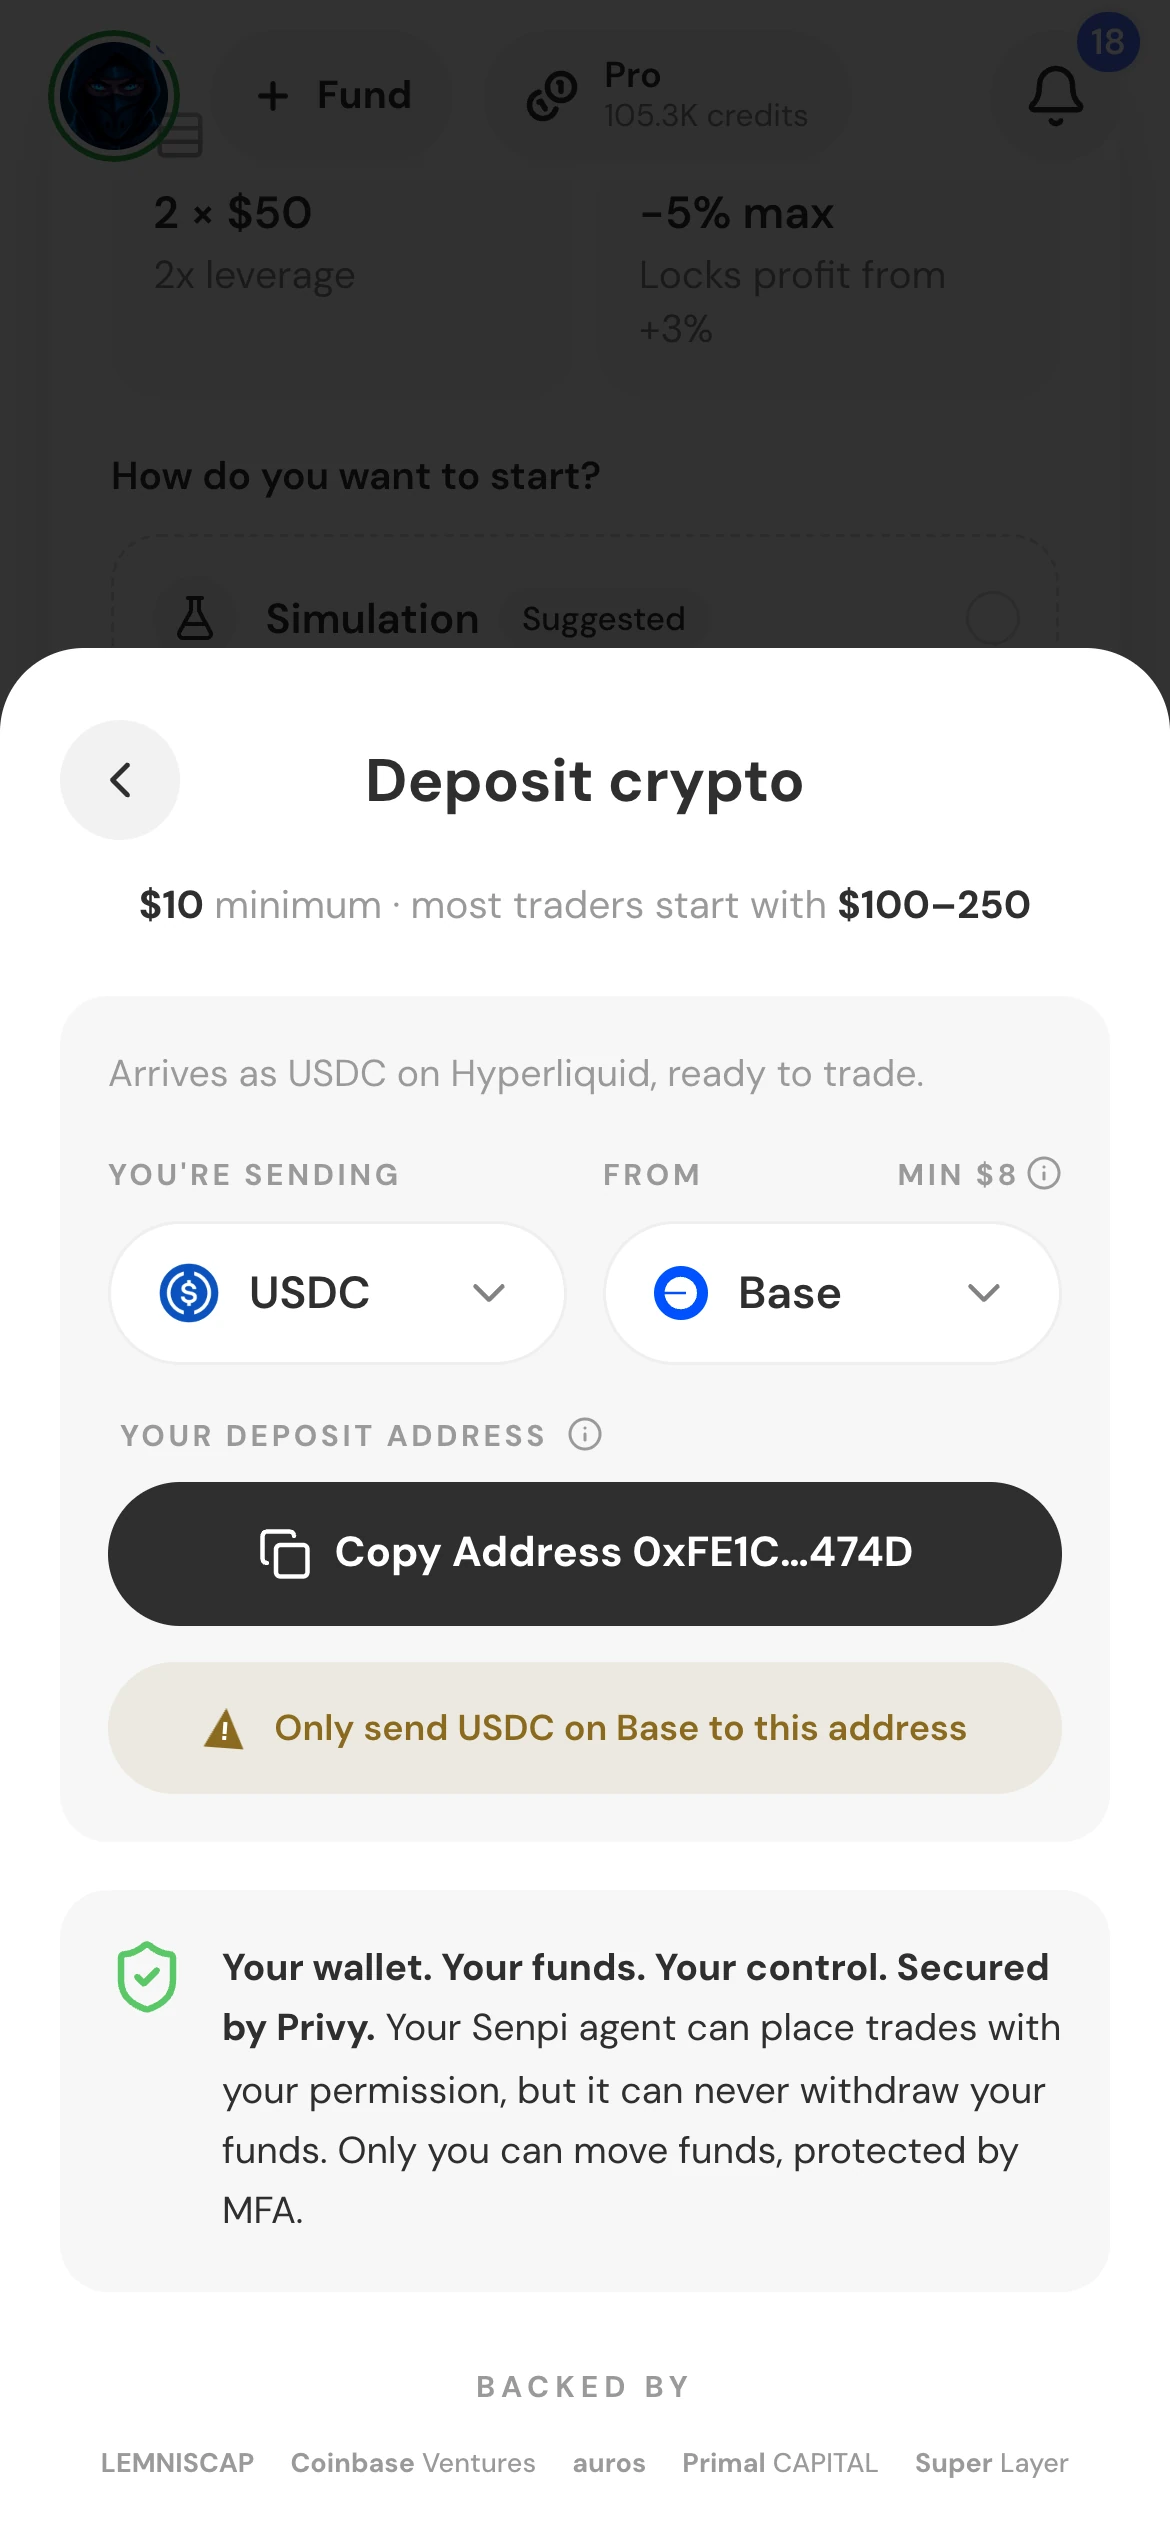 18
Fund
Pro
105.3K credits
2 × $50
2x leverage
-5% max
Locks profit from
+3%
How do you want to start?
Simulation
Suggested
Deposit crypto
$10 minimum · most traders start with $100–250
Arrives as USDC on Hyperliquid, ready to trade.
YOU'RE SENDING
FROM
MIN $8
USDC
Base
YOUR DEPOSIT ADDRESS
Copy Address 0xFE1C...474D
Only send USDC on Base to this address
Your wallet. Your funds. Your control. Secured
by Privy. Your Senpi agent can place trades with
your permission, but it can never withdraw your
funds. Only you can move funds, protected by
MFA.
BACKED BY
LEMNISCAP Coinbase Ventures auros Primal CAPITAL Super Layer